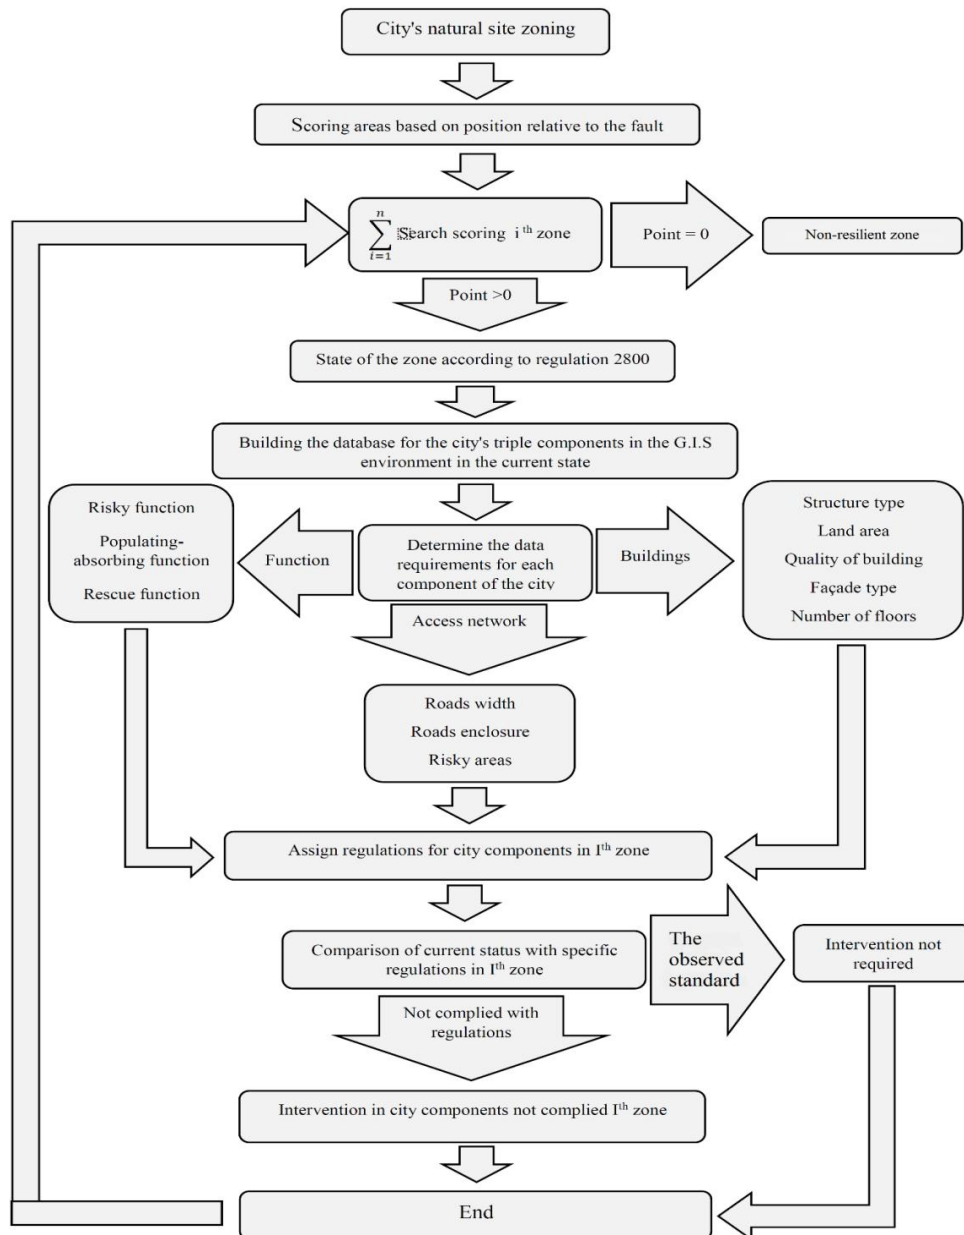 City's natural site zoning
Scoring areas based on position relative to the fault
n
∑ Search scoring i th zone
i=1
Point = 0
Non-resilient zone
Point >0
State of the zone according to regulation 2800
Building the database for the city's triple components in the G.I.S
environment in the current state
Risky function
Populating-
absorbing function
Rescue function
Function
Determine the data
requirements for each
component of the city
Buildings
Structure type
Land area
Quality of building
Façade type
Number of floors
Access network
Roads width
Roads enclosure
Risky areas
Assign regulations for city components in Ith zone
Comparison of current status with specific
regulations in Ith zone
The
observed
standard
Intervention not
required
Not complied with
regulations
Intervention in city components not complied Ith zone
End